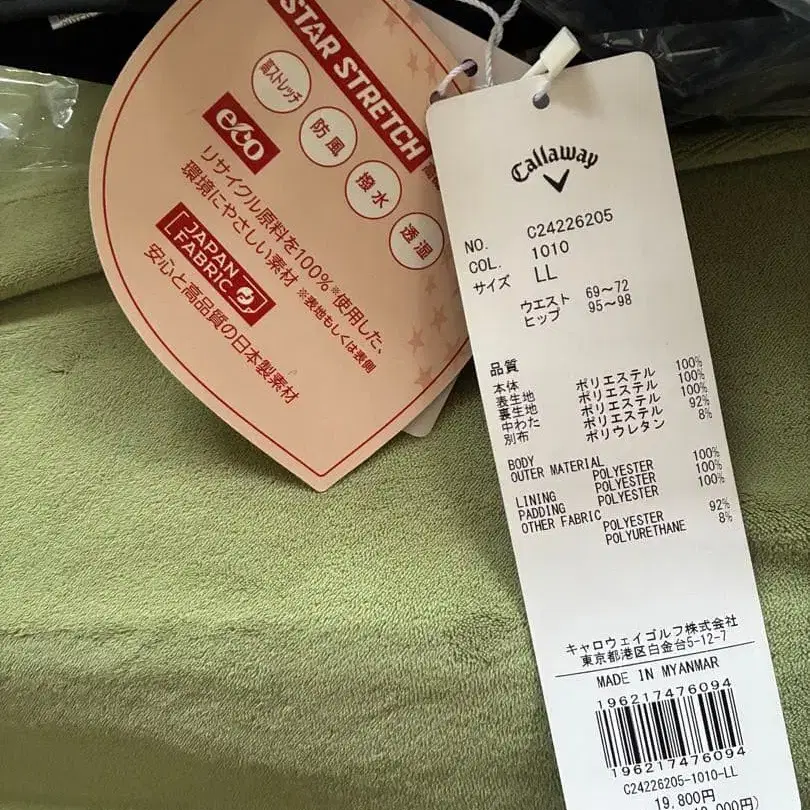 STAR STRETCH
高ストレッチ
防風
撥水
透湿
eco
リサイクル原料を100%※使用した、
環境にやさしい素材 ※表地もしくは表側
JAPAN
FABRIC
安心と高品質の日本製素材
Callaway
NO. C24226205
COL. 1010
サイズ LL
ウエスト 69〜72
ヒップ 95〜98
品質
本体
表生地 ポリエステル 100%
裏生地 ポリエステル 100%
中わた ポリエステル 100%
別布 ポリエステル 92%
ポリウレタン 8%
BODY
OUTER MATERIAL
POLYESTER 100%
LINING POLYESTER 100%
PADDING POLYESTER 100%
OTHER FABRIC
POLYESTER 92%
POLYURETHANE 8%
キャロウェイゴルフ株式会社
東京都港区白金台5-12-7
MADE IN MYANMAR
196217476094
196217476094
C24226205-1010-LL
19,800円